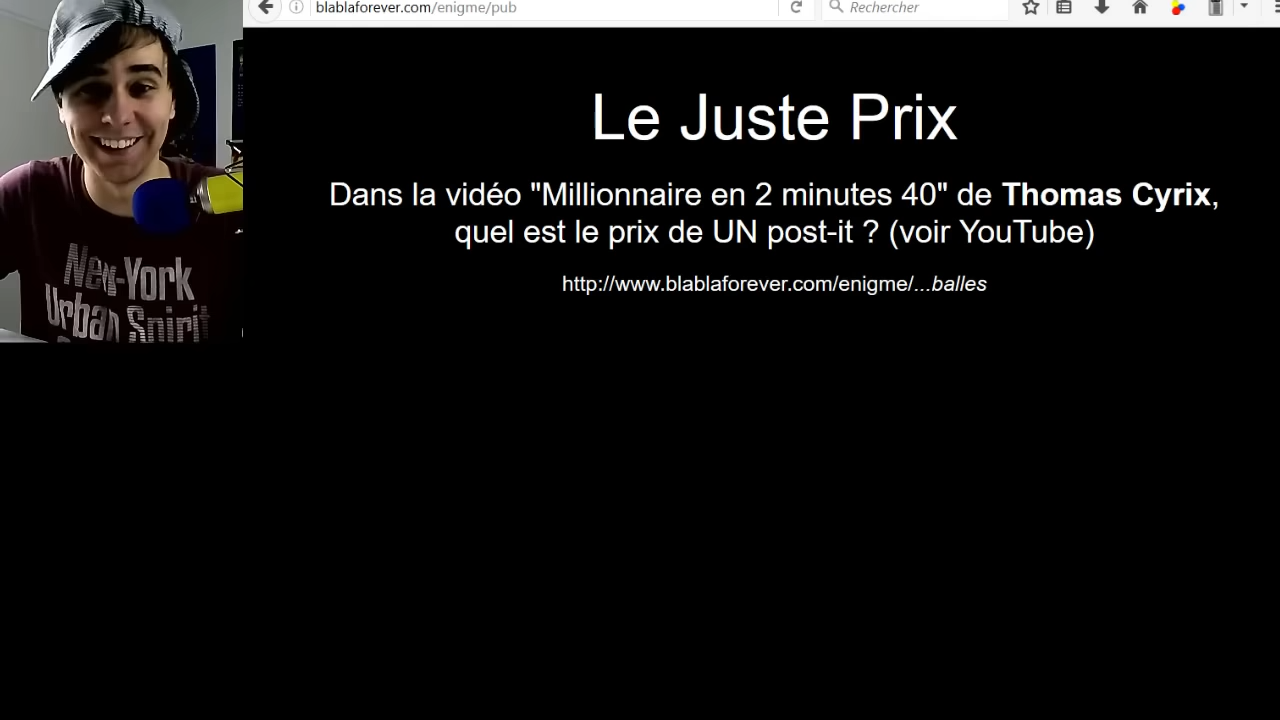 blablaforever.com/enigme/pub
Rechercher
Le Juste Prix
Dans la vidéo "Millionnaire en 2 minutes 40" de Thomas Cyrix,
quel est le prix de UN post-it ? (voir YouTube)
http://www.blablaforever.com/enigme/...balles
New-York
Urban Spirit